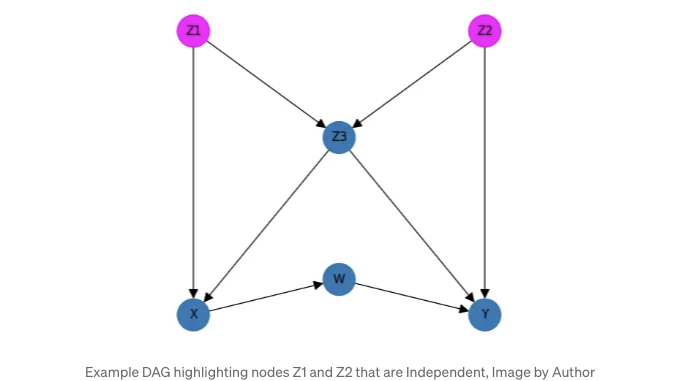 Z1 Z2
Z3
W
X Y
Example DAG highlighting nodes Z1 and Z2 that are Independent, Image by Author